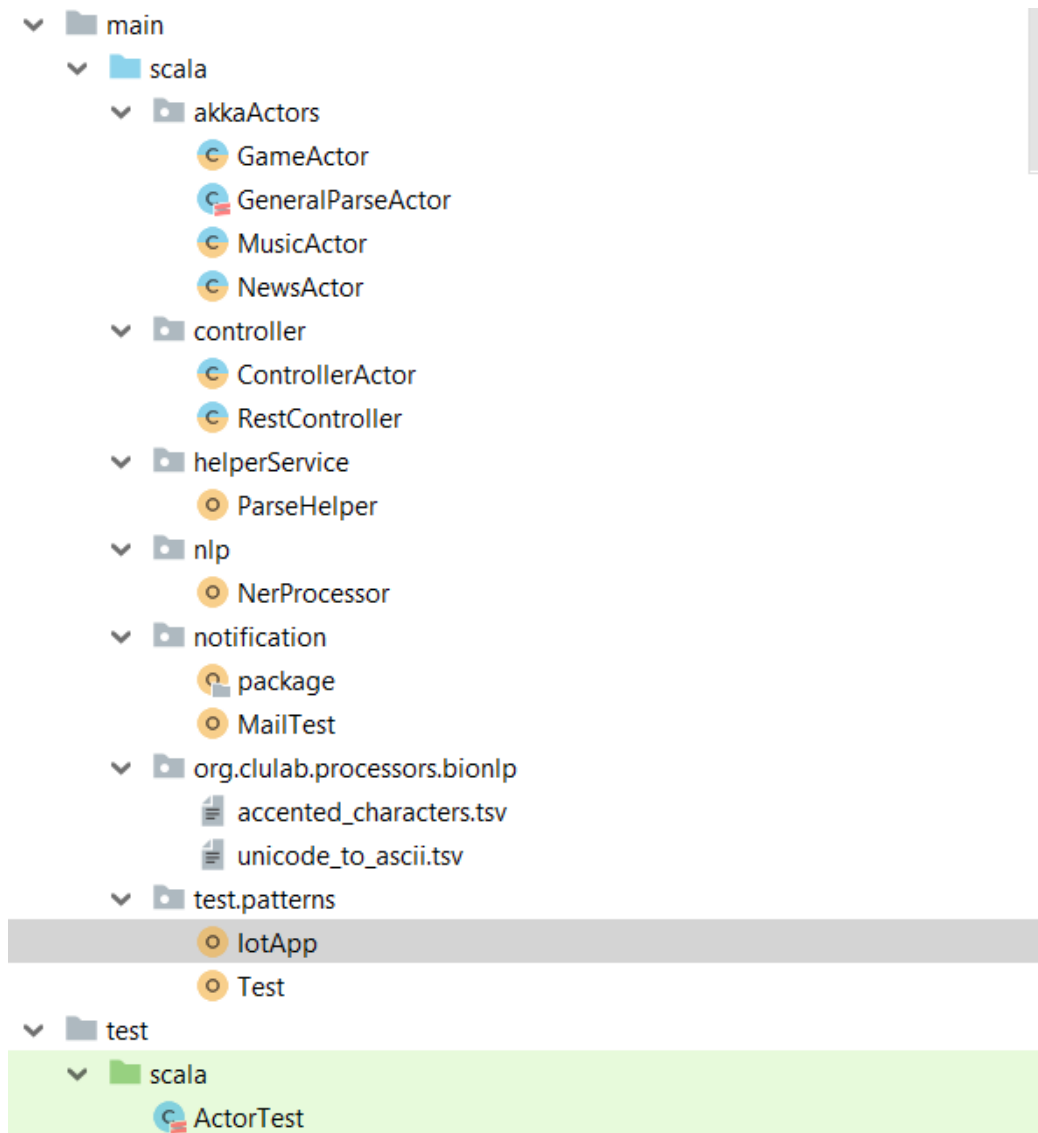 main
scala
akkaActors
GameActor
GeneralParseActor
MusicActor
NewsActor
controller
ControllerActor
RestController
helperService
ParseHelper
nlp
NerProcessor
notification
package
MailTest
org.clulab.processors.bionlp
accented_characters.tsv
unicode_to_ascii.tsv
test.patterns
IotApp
Test
test
scala
ActorTest